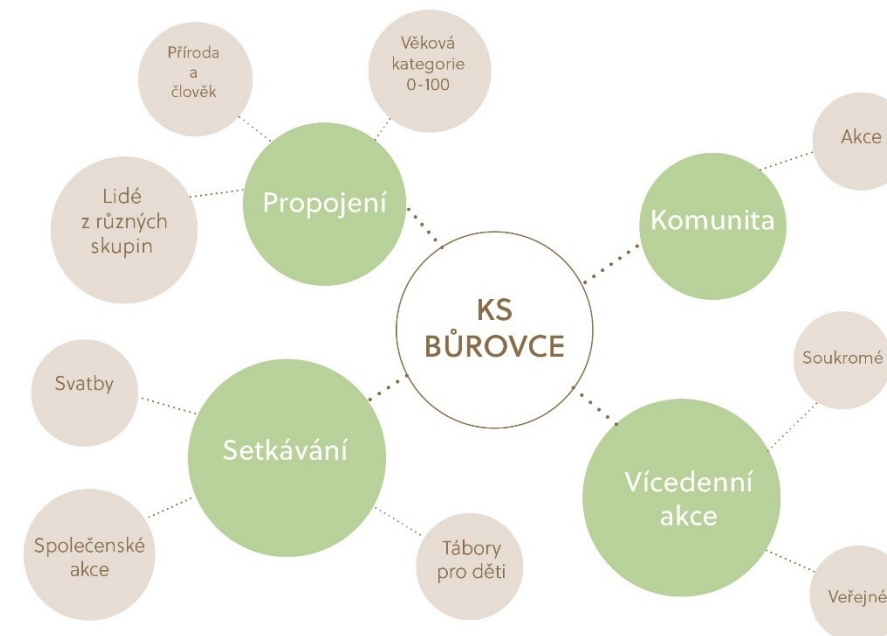 Příroda
a
člověk
Věková
kategorie
0-100
Akce
Lidé
z různých
skupin
Propojení
Komunita
KS
BŮROVCE
Soukromé
Svatby
Setkávání
Vícedenní
akce
Společenské
akce
Tábory
pro děti
Veřejné